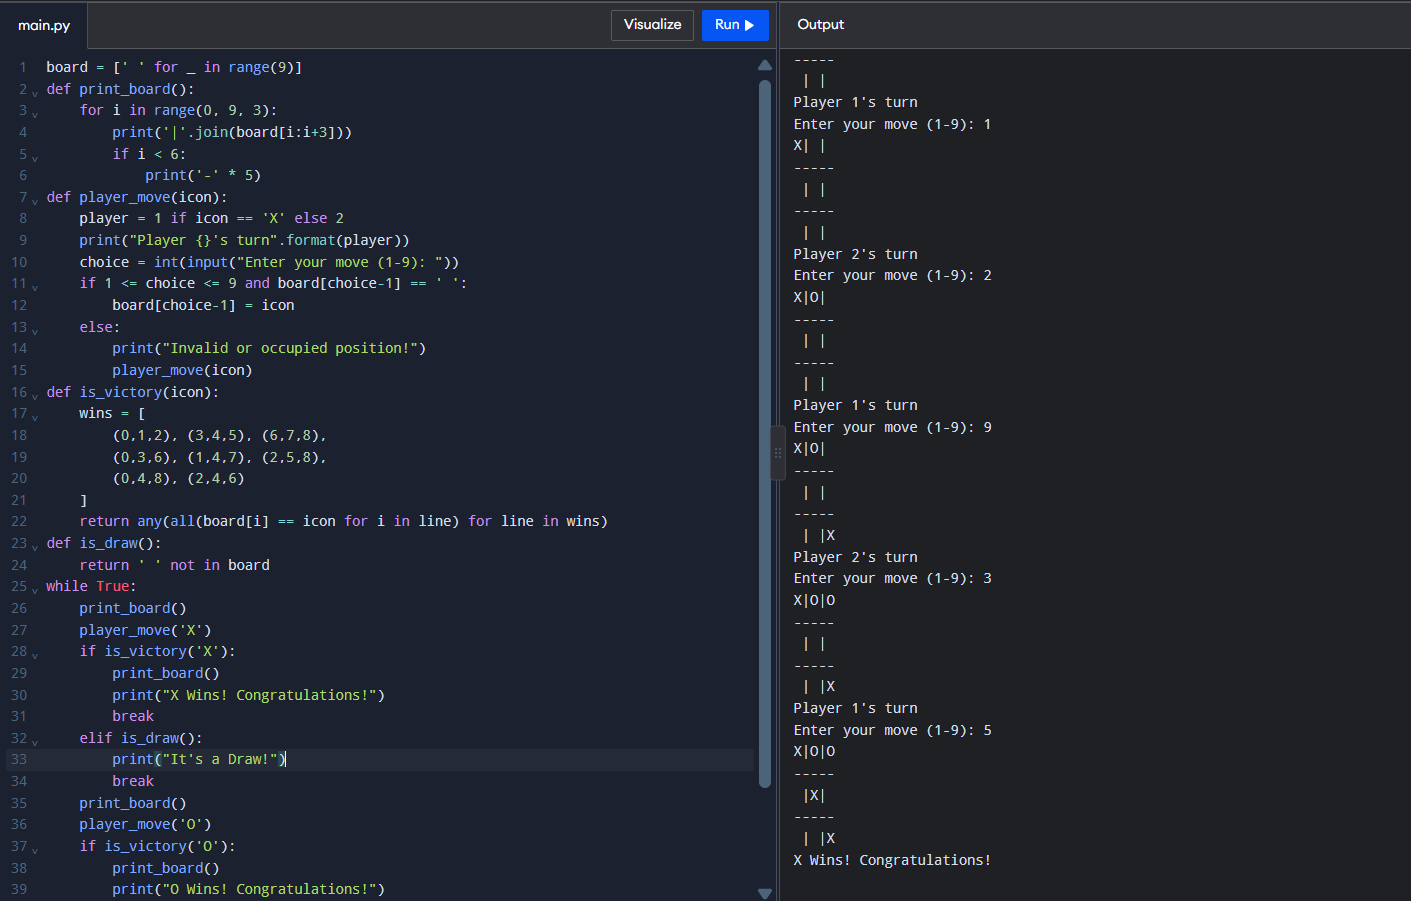 main.py
Visualize
Run
Output
1 board = [' ' for _ in range(9)]
2 def print_board():
3     for i in range(0, 9, 3):
4         print('|'.join(board[i:i+3]))
5         if i < 6:
6             print('-' * 5)
7 def player_move(icon):
8     player = 1 if icon == 'X' else 2
9     print("Player {}'s turn".format(player))
10     choice = int(input("Enter your move (1-9): "))
11     if 1 <= choice <= 9 and board[choice-1] == ' ':
12         board[choice-1] = icon
13     else:
14         print("Invalid or occupied position!")
15         player_move(icon)
16 def is_victory(icon):
17     wins = [
18         (0,1,2), (3,4,5), (6,7,8),
19         (0,3,6), (1,4,7), (2,5,8),
20         (0,4,8), (2,4,6)
21     ]
22     return any(all(board[i] == icon for i in line) for line in wins)
23 def is_draw():
24     return ' ' not in board
25 while True:
26     print_board()
27     player_move('X')
28     if is_victory('X'):
29         print_board()
30         print("X Wins! Congratulations!")
31         break
32     elif is_draw():
33         print("It's a Draw!")
34         break
35     print_board()
36     player_move('O')
37     if is_victory('O'):
38         print_board()
39         print("O Wins! Congratulations!")
-----
 | |
Player 1's turn
Enter your move (1-9): 1
X| |
-----
 | |
-----
 | |
Player 2's turn
Enter your move (1-9): 2
X|O|
-----
 | |
-----
 | |
Player 1's turn
Enter your move (1-9): 9
X|O|
-----
 | |
-----
 | |X
Player 2's turn
Enter your move (1-9): 3
X|O|O
-----
 | |
-----
 | |X
Player 1's turn
Enter your move (1-9): 5
X|O|O
-----
 |X|
-----
 | |X
X Wins! Congratulations!